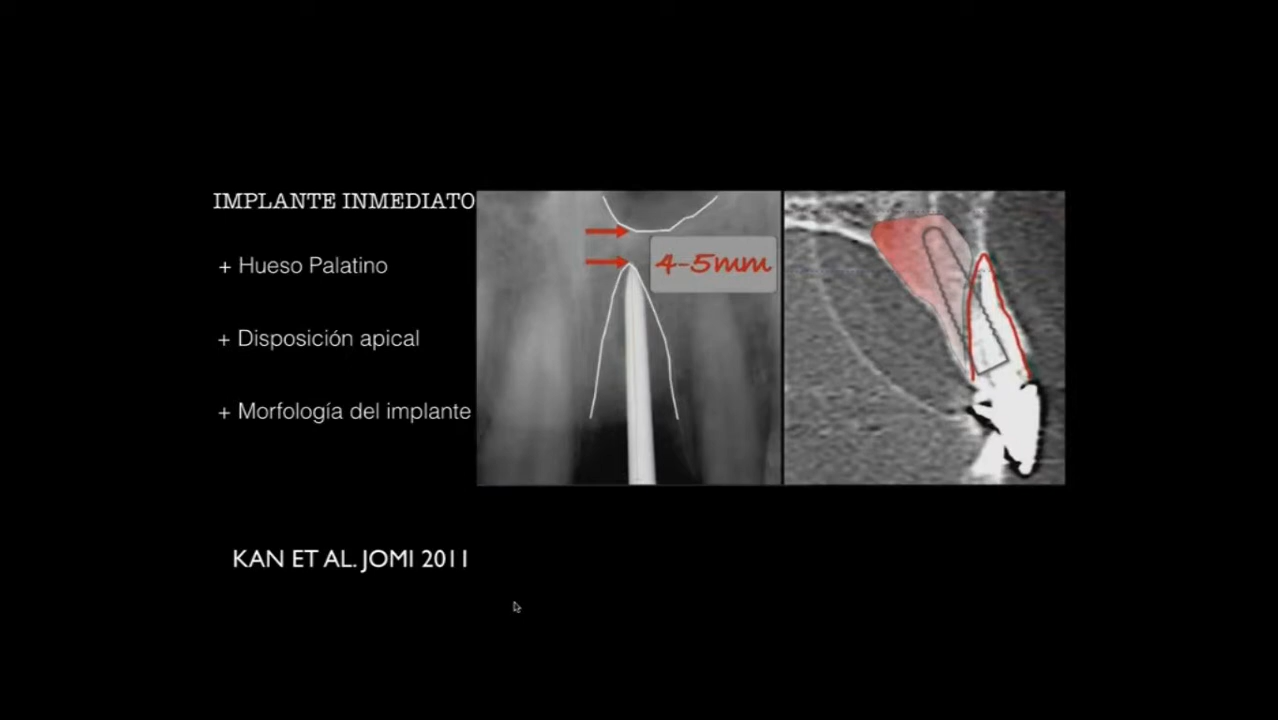 IMPLANTE INMEDIATO
+ Hueso Palatino
+ Disposición apical
+ Morfología del implante
4-5mm
KAN ET AL. JOMI 2011